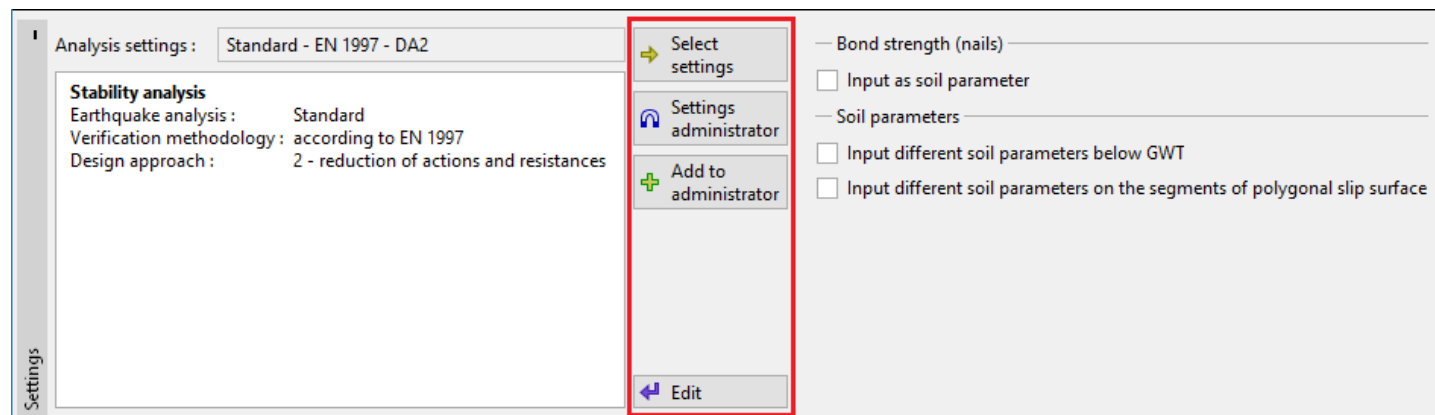 Analysis settings : Standard - EN 1997 - DA2
Stability analysis
Earthquake analysis : Standard
Verification methodology : according to EN 1997
Design approach : 2 - reduction of actions and resistances
Select
settings
Settings
administrator
Add to
administrator
Edit
Bond strength (nails)
Input as soil parameter
Soil parameters
Input different soil parameters below GWT
Input different soil parameters on the segments of polygonal slip surface
Settings